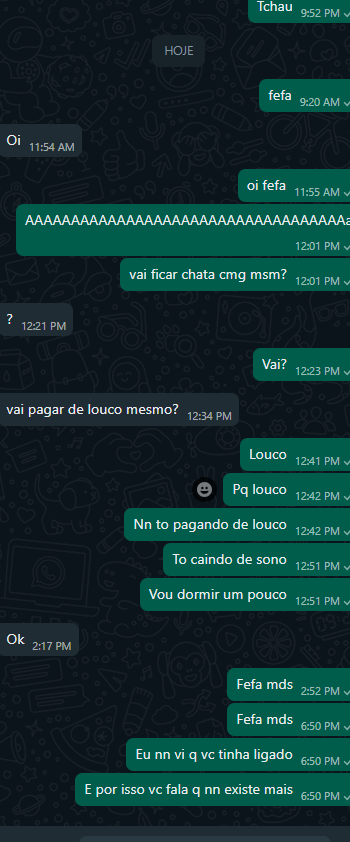 Tchau 9:52 PM
HOJE
fefa 9:20 AM
Oi 11:54 AM
oi fefa 11:55 AM
AAAAAAAAAAAAAAAAAAAAAAAAAAAAAAAAAAAa
12:01 PM
vai ficar chata cmg msm? 12:01 PM
? 12:21 PM
Vai? 12:23 PM
vai pagar de louco mesmo? 12:34 PM
Louco 12:41 PM
Pq louco 12:42 PM
Nn to pagando de louco 12:42 PM
To caindo de sono 12:51 PM
Vou dormir um pouco 12:51 PM
Ok 2:17 PM
Fefa mds 2:52 PM
Fefa mds 6:50 PM
Eu nn vi q vc tinha ligado 6:50 PM
E por isso vc fala q nn existe mais 6:50 PM